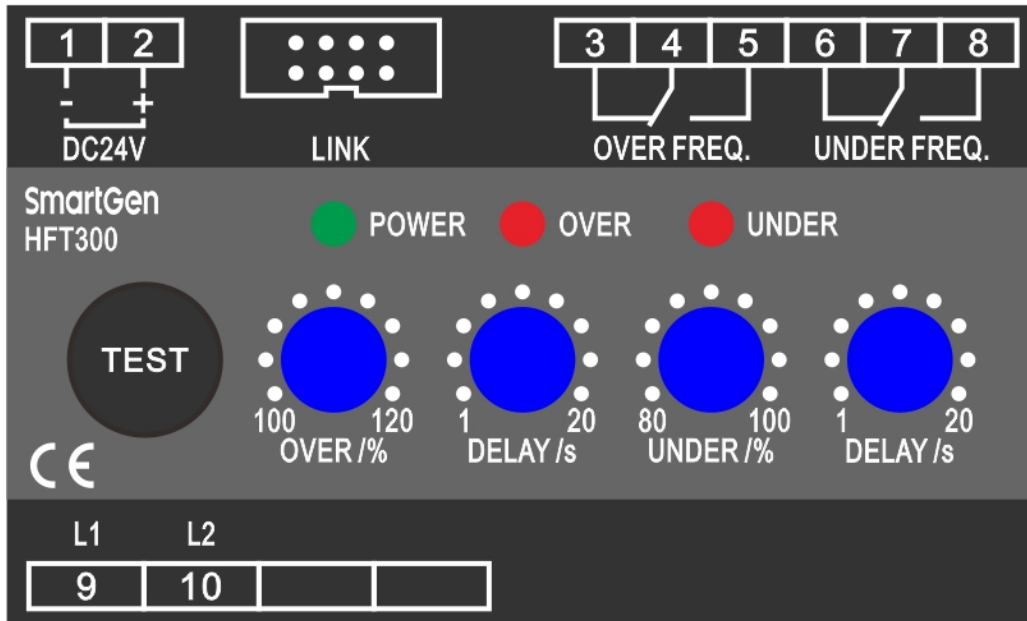 1 2 3 4 5 6 7 8
- +
DC24V LINK OVER FREQ. UNDER FREQ.
SmartGen
HFT300
POWER OVER UNDER
TEST
100 120 1 20 80 100 1 20
OVER /% DELAY /s UNDER /% DELAY /s
CE
L1 L2
9 10